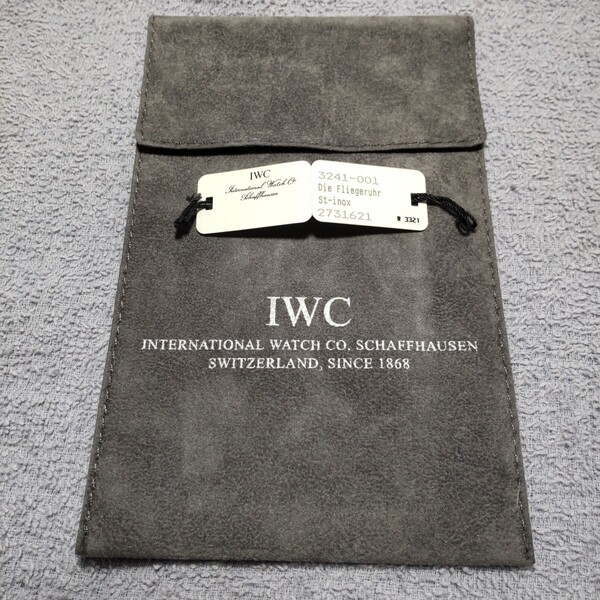 IWC
International Watch Co
Schaffhausen
3241-001
Die Fliegeruhr
St-inox
2731621
3321
IWC
INTERNATIONAL WATCH CO. SCHAFFHAUSEN
SWITZERLAND, SINCE 1868